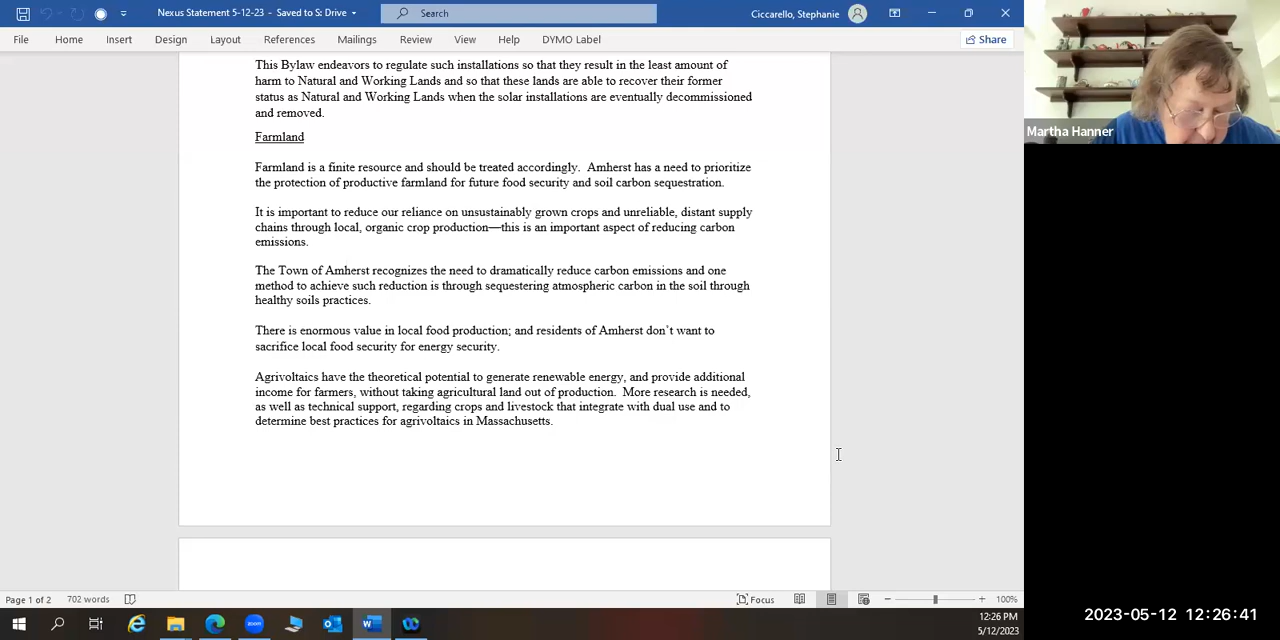 Nexus Statement 5-12-23 - Saved to S: Drive
Search
Ciccarello, Stephanie
File Home Insert Design Layout References Mailings Review View Help DYMO Label
Share
This Bylaw endeavors to regulate such installations so that they result in the least amount of
harm to Natural and Working Lands and so that these lands are able to recover their former
status as Natural and Working Lands when the solar installations are eventually decommissioned
and removed.
Farmland
Farmland is a finite resource and should be treated accordingly.  Amherst has a need to prioritize
the protection of productive farmland for future food security and soil carbon sequestration.
It is important to reduce our reliance on unsustainably grown crops and unreliable, distant supply
chains through local, organic crop production—this is an important aspect of reducing carbon
emissions.
The Town of Amherst recognizes the need to dramatically reduce carbon emissions and one
method to achieve such reduction is through sequestering atmospheric carbon in the soil through
healthy soils practices.
There is enormous value in local food production; and residents of Amherst don't want to
sacrifice local food security for energy security.
Agrivoltaics have the theoretical potential to generate renewable energy, and provide additional
income for farmers, without taking agricultural land out of production.  More research is needed,
as well as technical support, regarding crops and livestock that integrate with dual use and to
determine best practices for agrivoltaics in Massachusetts.
Page 1 of 2 702 words
Focus
100%
zoom
12:26 PM
5/12/2023
Martha Hanner
2023-05-12 12:26:41